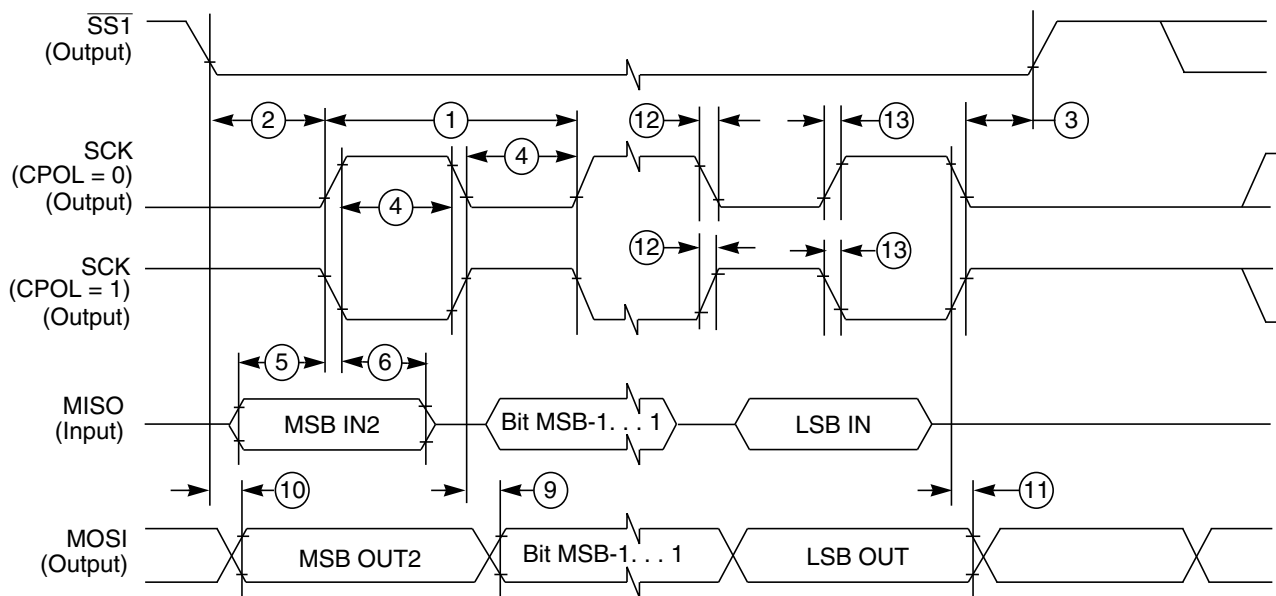 SS1
(Output)
2
1
12
13
3
SCK
(CPOL = 0)
(Output)
4
4
12
13
SCK
(CPOL = 1)
(Output)
5
6
MISO
(Input)
MSB IN2
Bit MSB-1. . . 1
LSB IN
10
9
11
MOSI
(Output)
MSB OUT2
Bit MSB-1. . . 1
LSB OUT